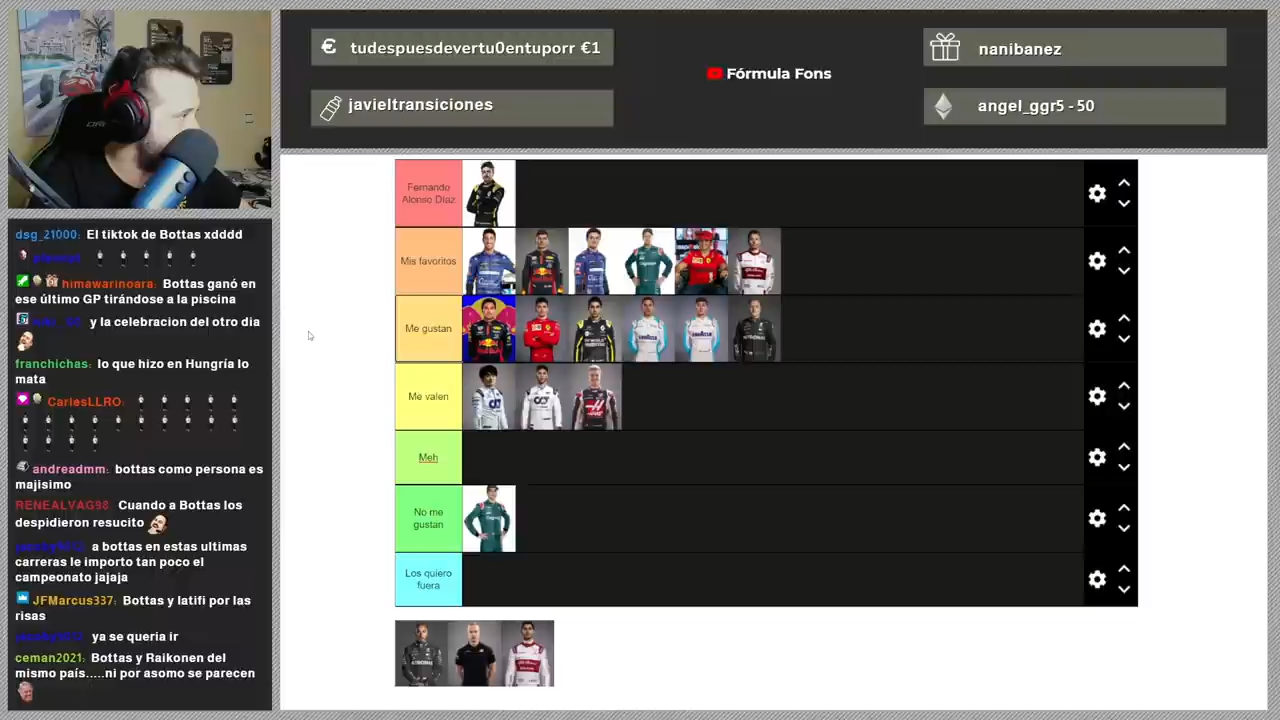 tudespuesdevertu0entuporr €1
javieltransiciones
Fórmula Fons
nanibanez
angel_ggr5 - 50
Fernando
Alonso Díaz
Mis favoritos
Me gustan
Me valen
Meh
No me
gustan
Los quiero
fuera
dsg_21000: El tiktok de Bottas xdddd
himawarinoara: Bottas ganó en
ese último GP tirándose a la piscina
y la celebracion del otro dia
franchichas: lo que hizo en Hungría lo
mata
CarlesLLRO:
andreadmm: bottas como persona es
majisimo
RENEALVAG98 Cuando a Bottas los
despidieron resucito
a bottas en estas ultimas
carreras le importo tan poco el
campeonato jajaja
JFMarcus337: Bottas y latifi por las
risas
ya se queria ir
ceman2021: Bottas y Raikonen del
mismo país.....ni por asomo se parecen